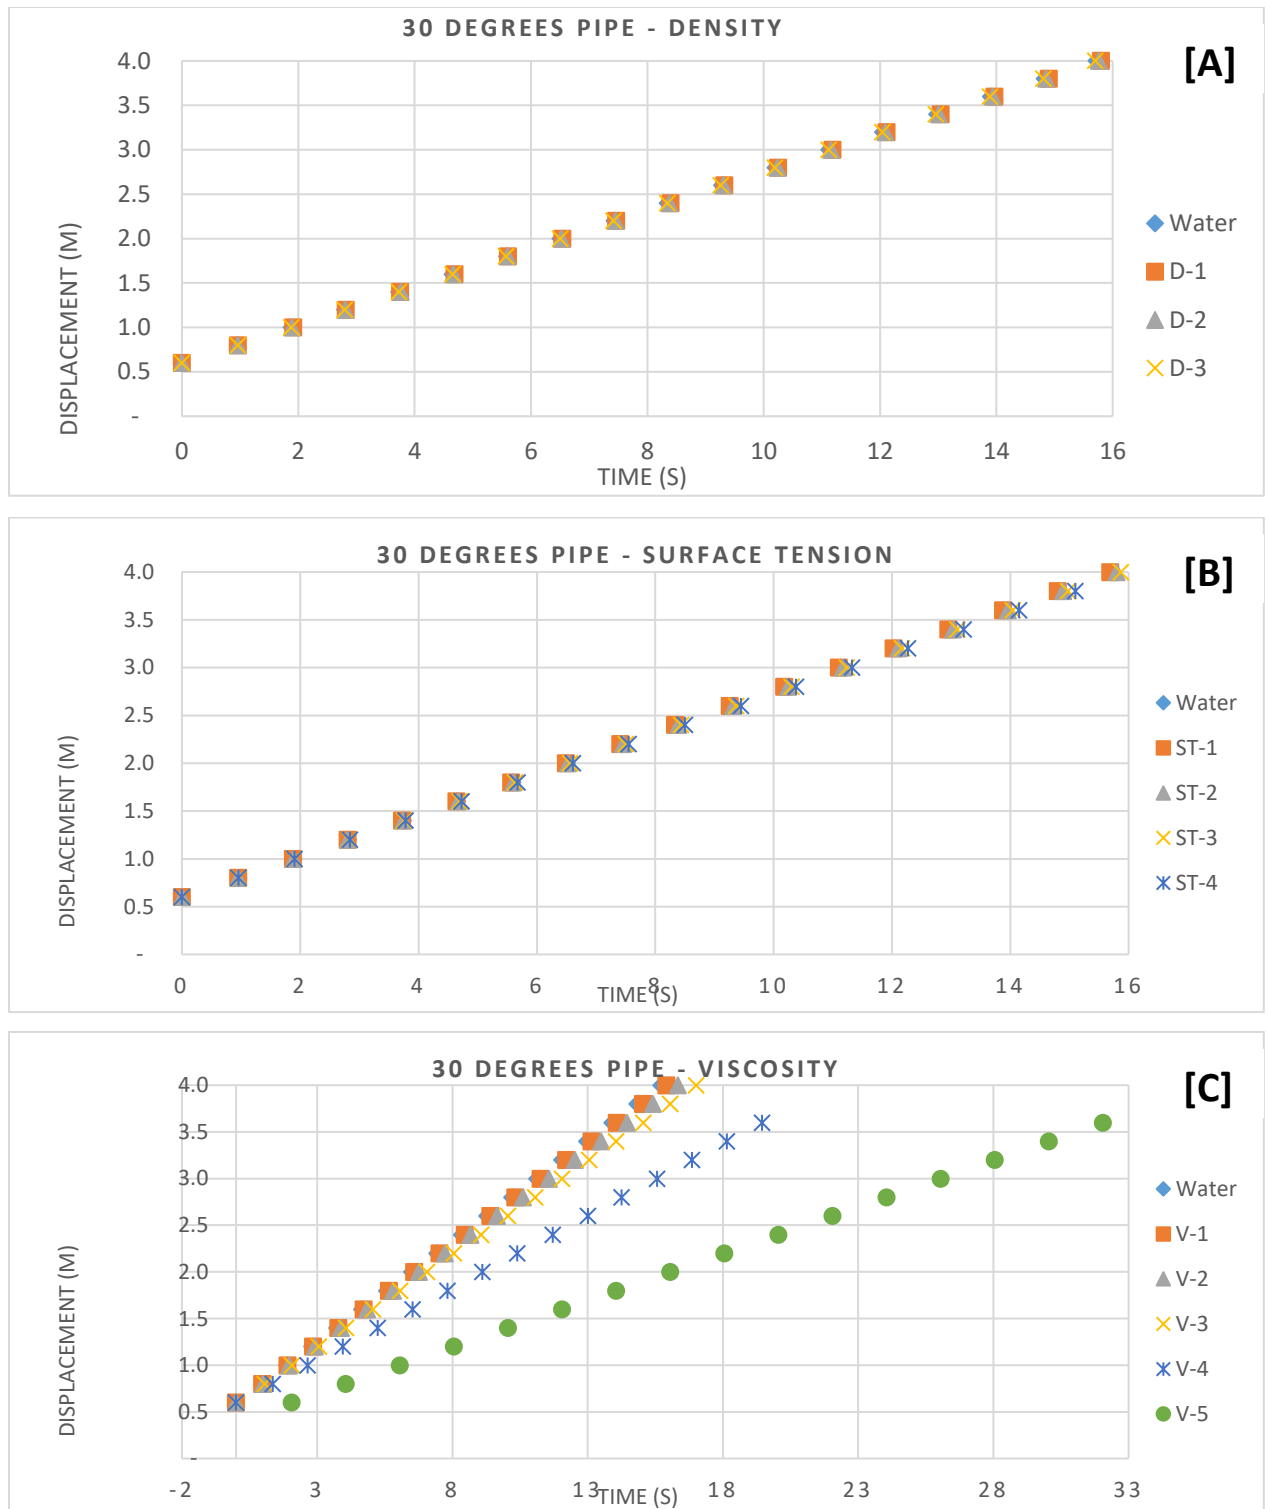 30 DEGREES PIPE - DENSITY
[A]
DISPLACEMENT (M)
4.0
3.5
3.0
2.5
2.0
1.5
1.0
0.5
-
0 2 4 6 8 10 12 14 16
TIME (S)
Water
D-1
D-2
D-3
30 DEGREES PIPE - SURFACE TENSION
[B]
DISPLACEMENT (M)
4.0
3.5
3.0
2.5
2.0
1.5
1.0
0.5
-
0 2 4 6 8 10 12 14 16
TIME (S)
Water
ST-1
ST-2
ST-3
ST-4
30 DEGREES PIPE - VISCOSITY
[C]
DISPLACEMENT (M)
4.0
3.5
3.0
2.5
2.0
1.5
1.0
0.5
-
-2 3 8 13 18 23 28 33
TIME (S)
Water
V-1
V-2
V-3
V-4
V-5